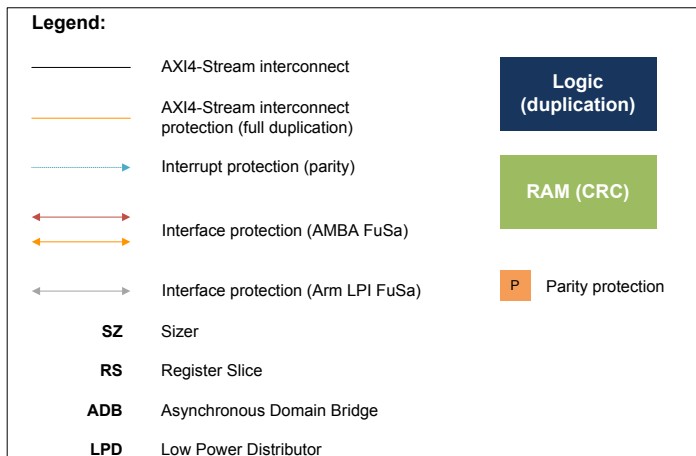 Legend:
AXI4-Stream interconnect
AXI4-Stream interconnect
protection (full duplication)
Interrupt protection (parity)
Interface protection (AMBA FuSa)
Interface protection (Arm LPI FuSa)
SZ Sizer
RS Register Slice
ADB Asynchronous Domain Bridge
LPD Low Power Distributor
Logic
(duplication)
RAM (CRC)
P Parity protection